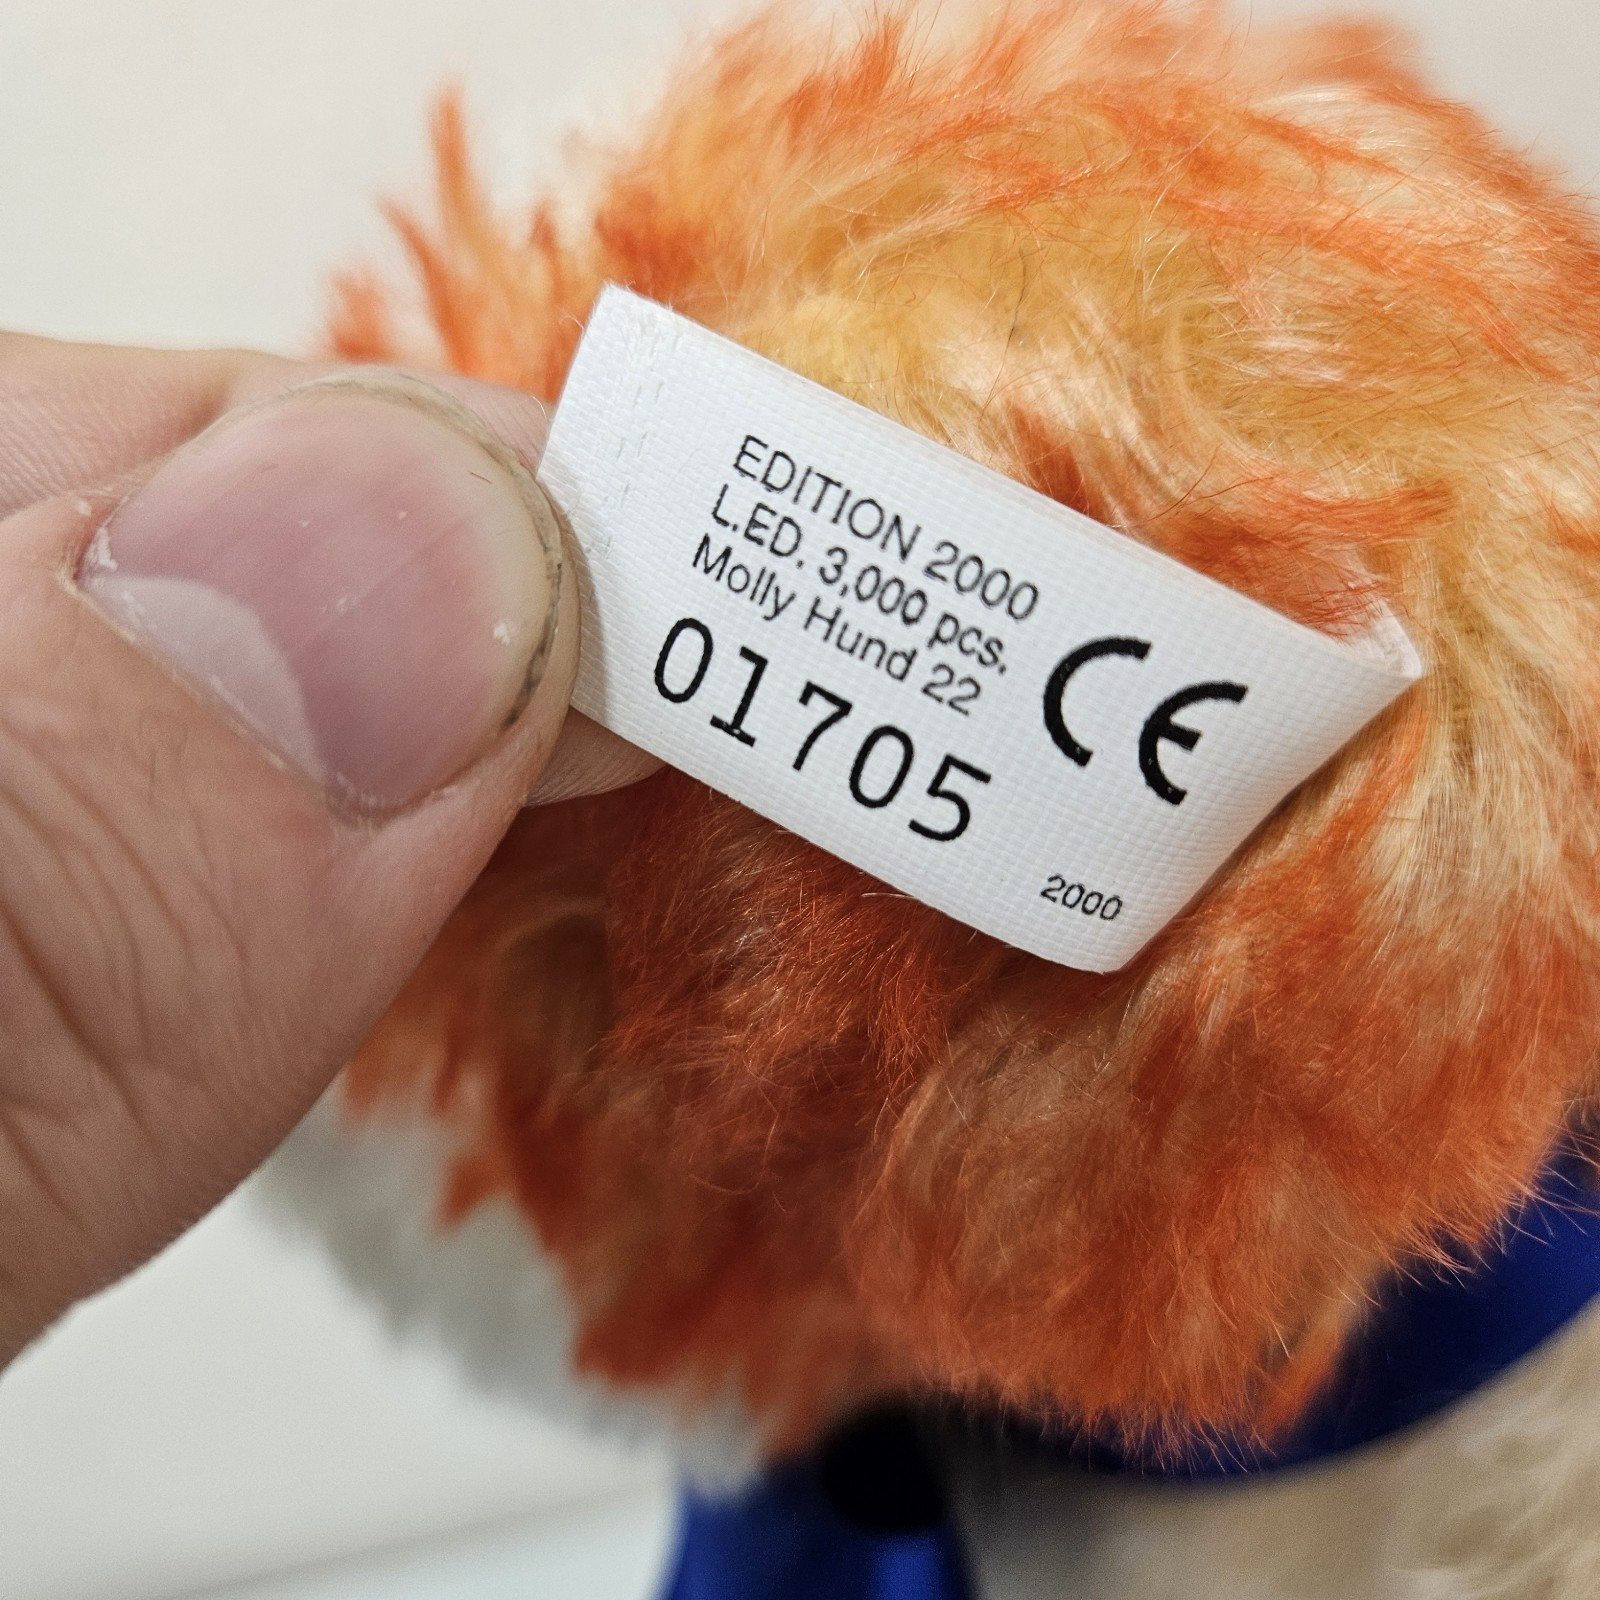 EDITION 2000
L.ED. 3,000 pcs.
Molly Hund 22
01705
CE
2000